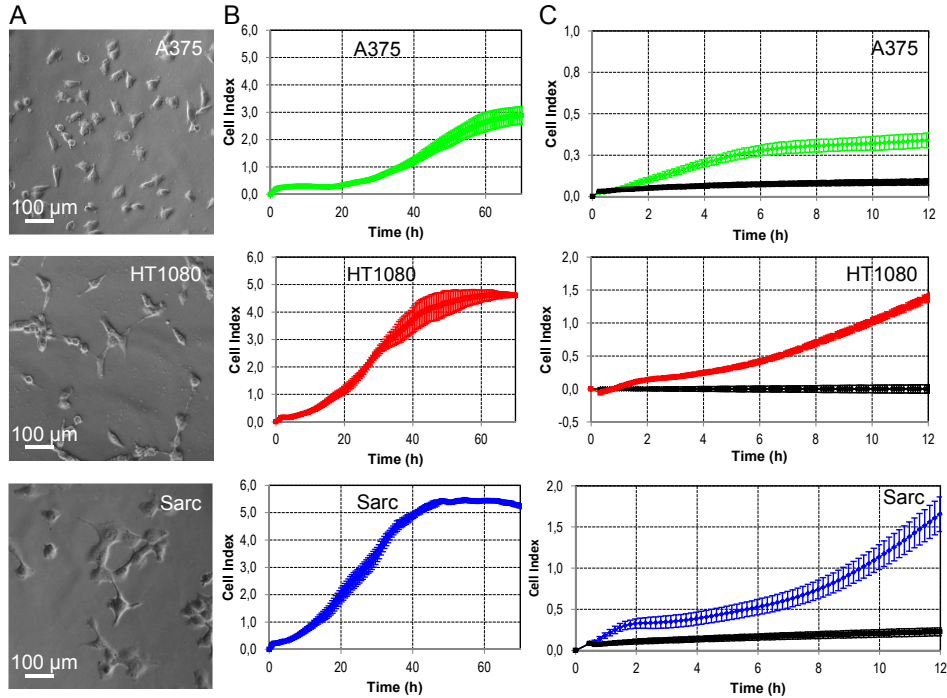 A
B
C
A375
100 µm
6,0
5,0
4,0
3,0
2,0
1,0
0,0
Cell Index
A375
0 20 40 60
Time (h)
1,0
0,8
0,5
0,3
0,0
Cell Index
A375
0 2 4 6 8 10 12
Time (h)
HT1080
100 µm
6,0
5,0
4,0
3,0
2,0
1,0
0,0
Cell Index
HT1080
0 20 40 60
Time (h)
2,0
1,5
1,0
0,5
0,0
-0,5
Cell Index
HT1080
0 2 4 6 8 10 12
Time (h)
Sarc
100 µm
6,0
5,0
4,0
3,0
2,0
1,0
0,0
Cell Index
Sarc
0 20 40 60
Time (h)
2,0
1,5
1,0
0,5
0,0
Cell Index
Sarc
0 2 4 6 8 10 12
Time (h)